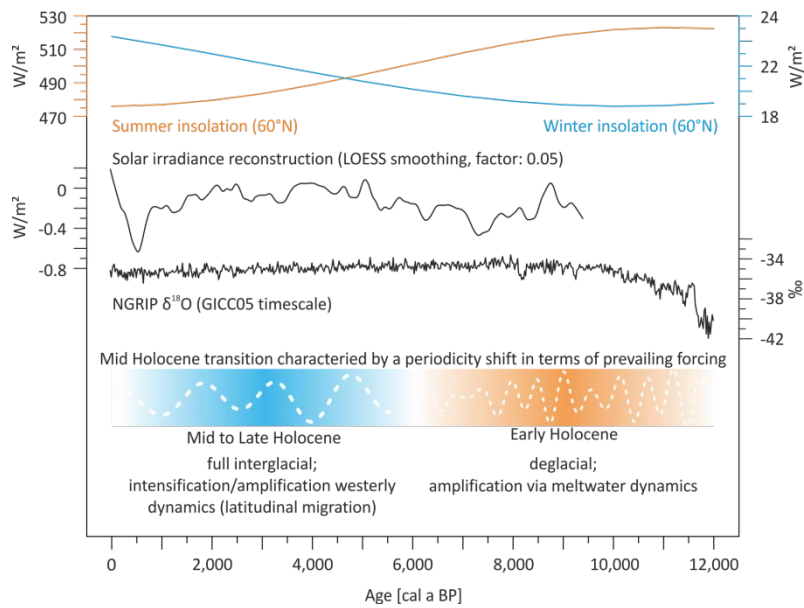 530
510
490
470
W/m²
24
22
20
18
W/m²
Summer insolation (60°N)
Winter insolation (60°N)
Solar irradiance reconstruction (LOESS smoothing, factor: 0.05)
0
-0.4
-0.8
W/m²
-34
-38
-42
‰
NGRIP δ¹⁸O (GICC05 timescale)
Mid Holocene transition characteried by a periodicity shift in terms of prevailing forcing
Mid to Late Holocene
full interglacial;
intensification/amplification westerly
dynamics (latitudinal migration)
Early Holocene
deglacial;
amplification via meltwater dynamics
0
2,000
4,000
6,000
8,000
10,000
12,000
Age [cal a BP]